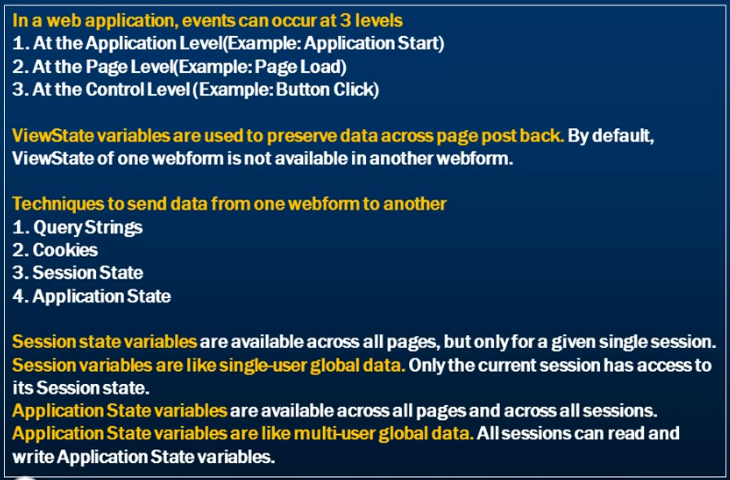 In a web application, events can occur at 3 levels
1. At the Application Level(Example: Application Start)
2. At the Page Level(Example: Page Load)
3. At the Control Level (Example: Button Click)
ViewState variables are used to preserve data across page post back. By default,
ViewState of one webform is not available in another webform.
Techniques to send data from one webform to another
1. Query Strings
2. Cookies
3. Session State
4. Application State
Session state variables are available across all pages, but only for a given single session.
Session variables are like single-user global data. Only the current session has access to
its Session state.
Application State variables are available across all pages and across all sessions.
Application State variables are like multi-user global data. All sessions can read and
write Application State variables.